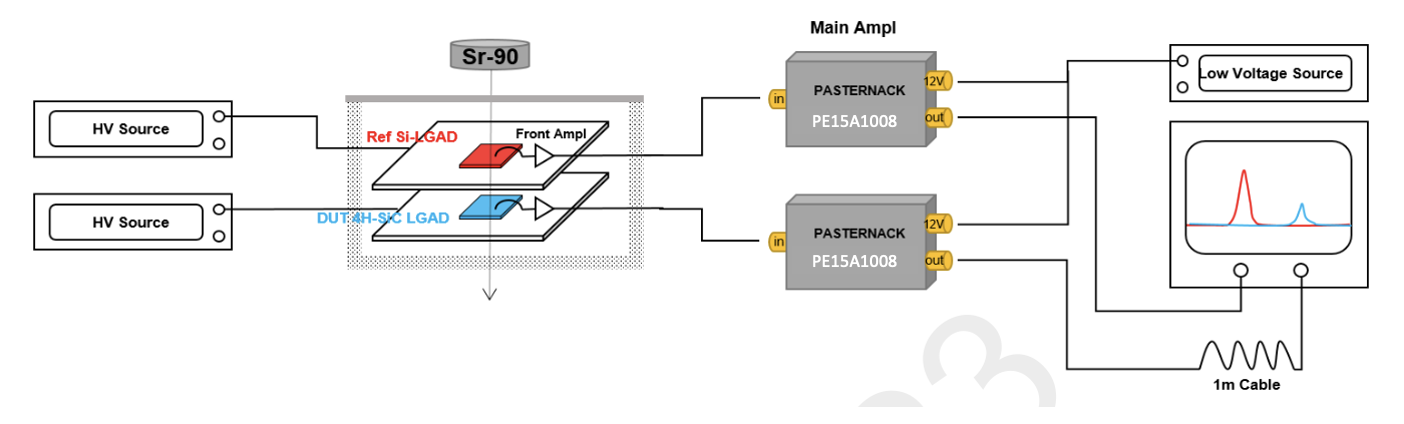 Main Ampl
Sr-90
HV Source
Ref Si-LGAD
Front Ampl
in
PASTERNACK
PE15A1008
12V
out
Low Voltage Source
HV Source
DUT 4H-SiC LGAD
in
PASTERNACK
PE15A1008
12V
out
1m Cable
3